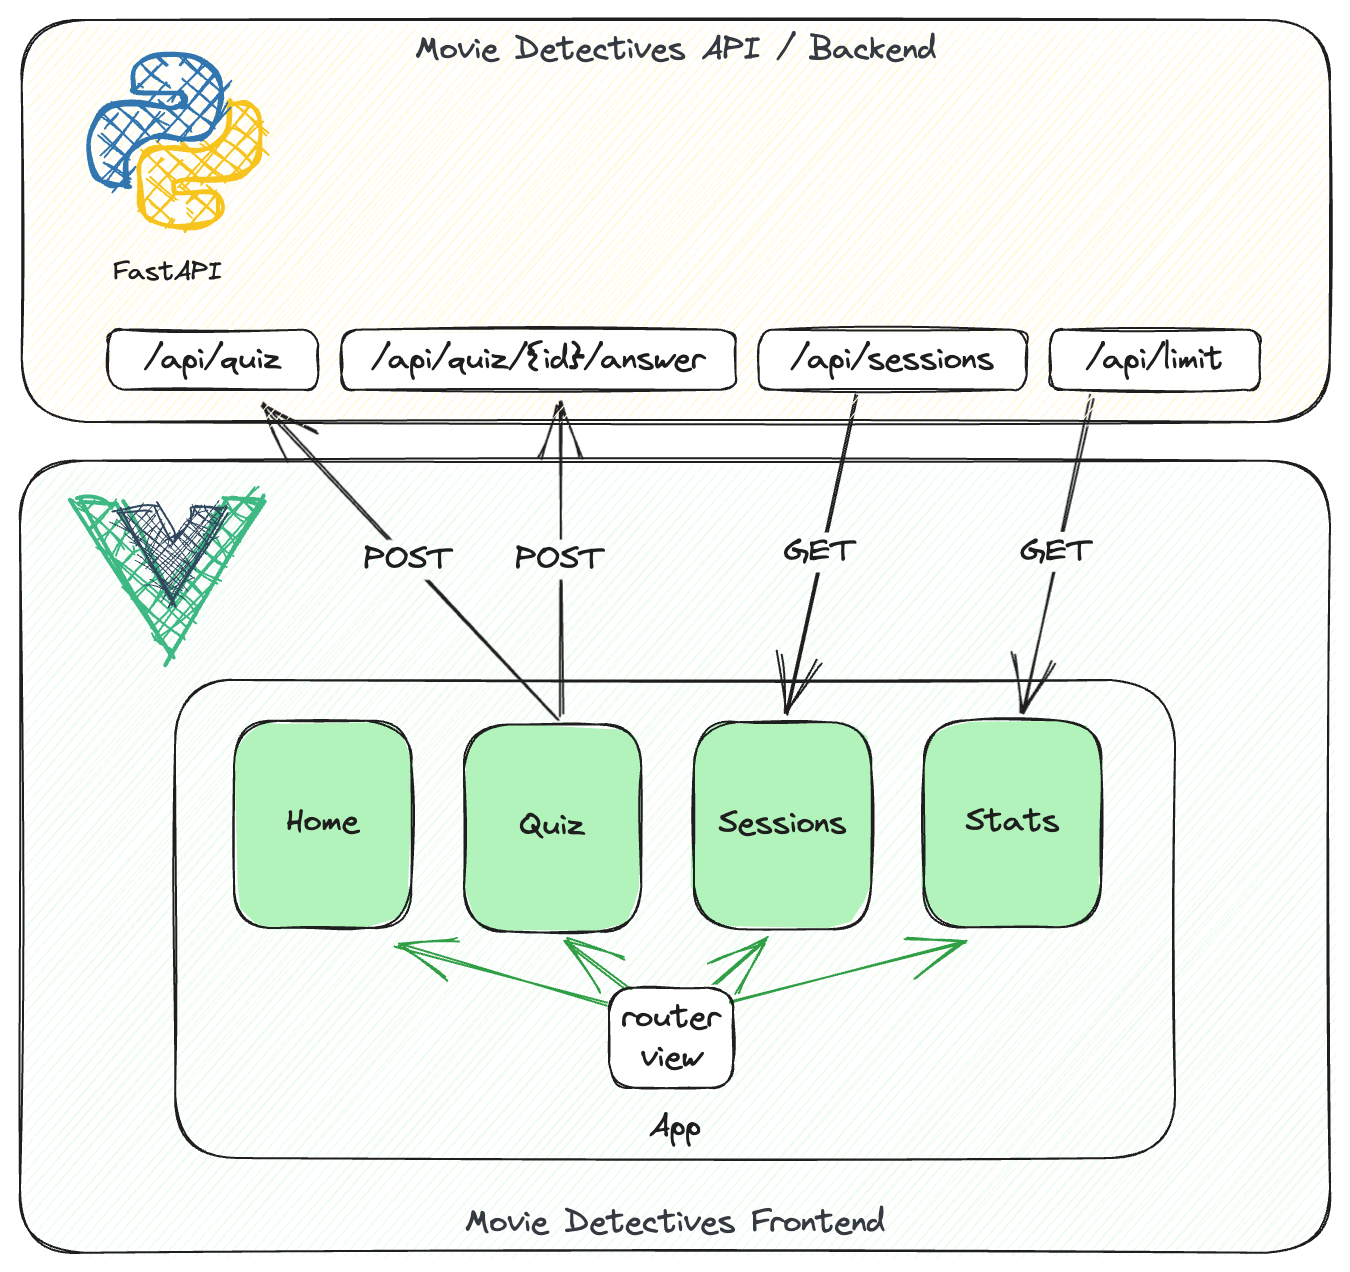 Movie Detectives API / Backend
FastAPI
/api/quiz
/api/quiz/{id}/answer
/api/sessions
/api/limit
POST
POST
GET
GET
Home
Quiz
Sessions
Stats
router
view
App
Movie Detectives Frontend